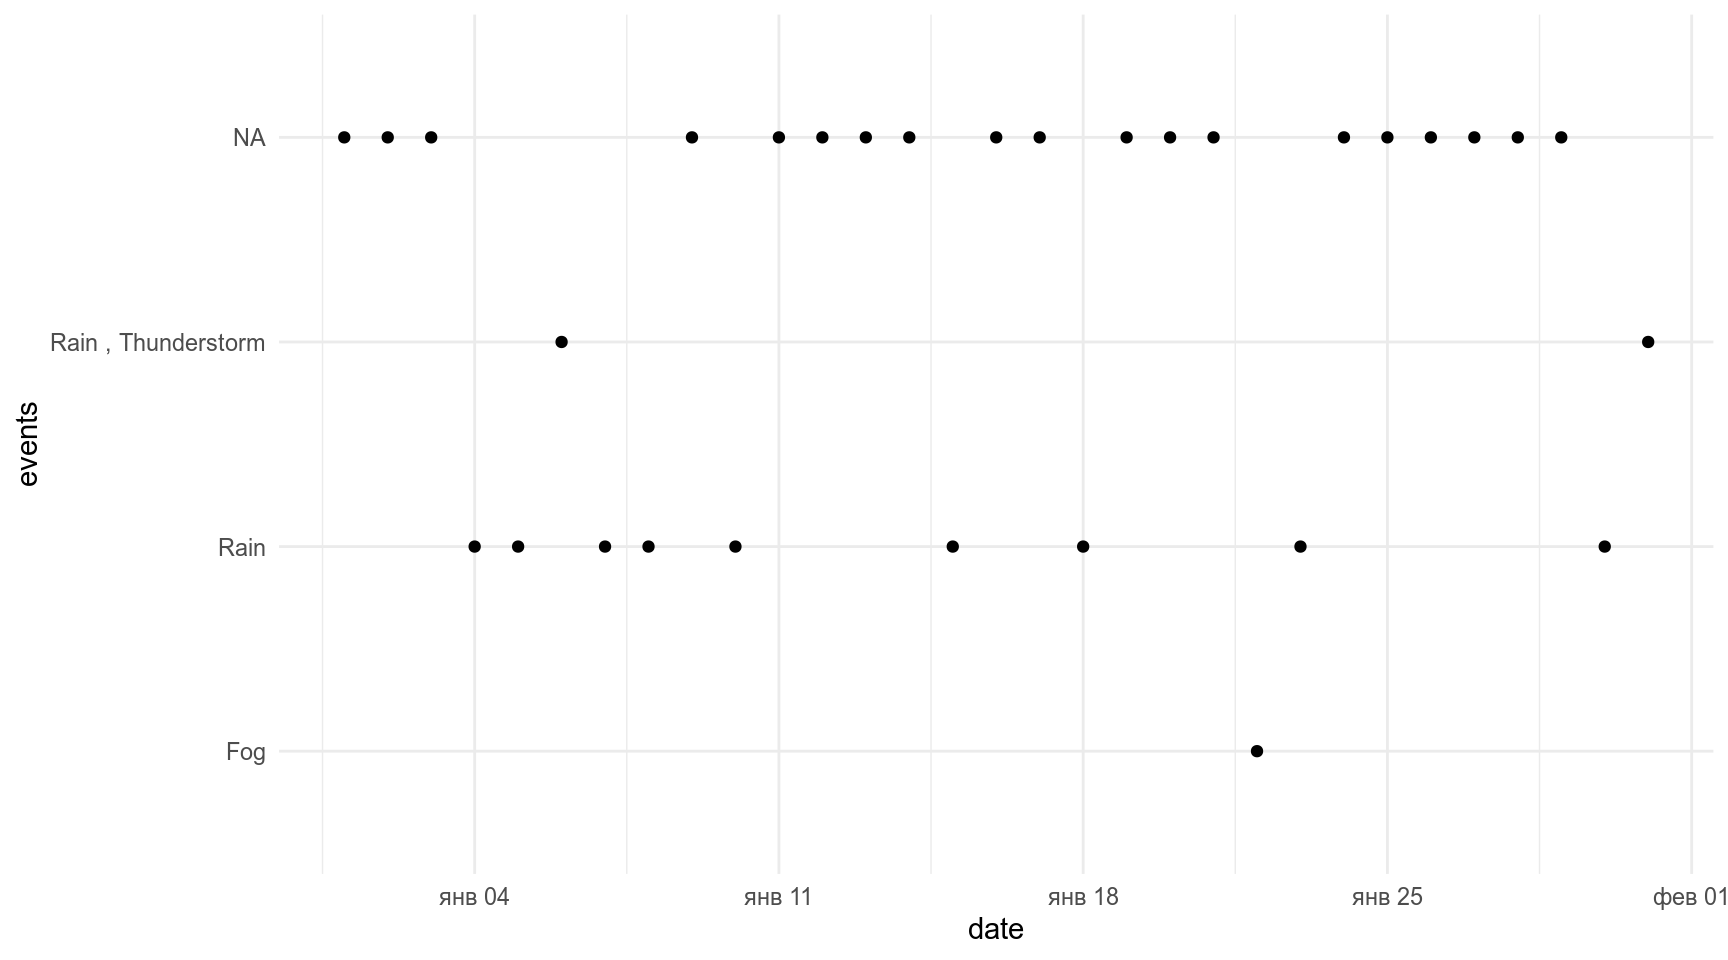 NA
Rain , Thunderstorm
Rain
Fog
events
янв 04 янв 11 янв 18 янв 25 фев 01
date